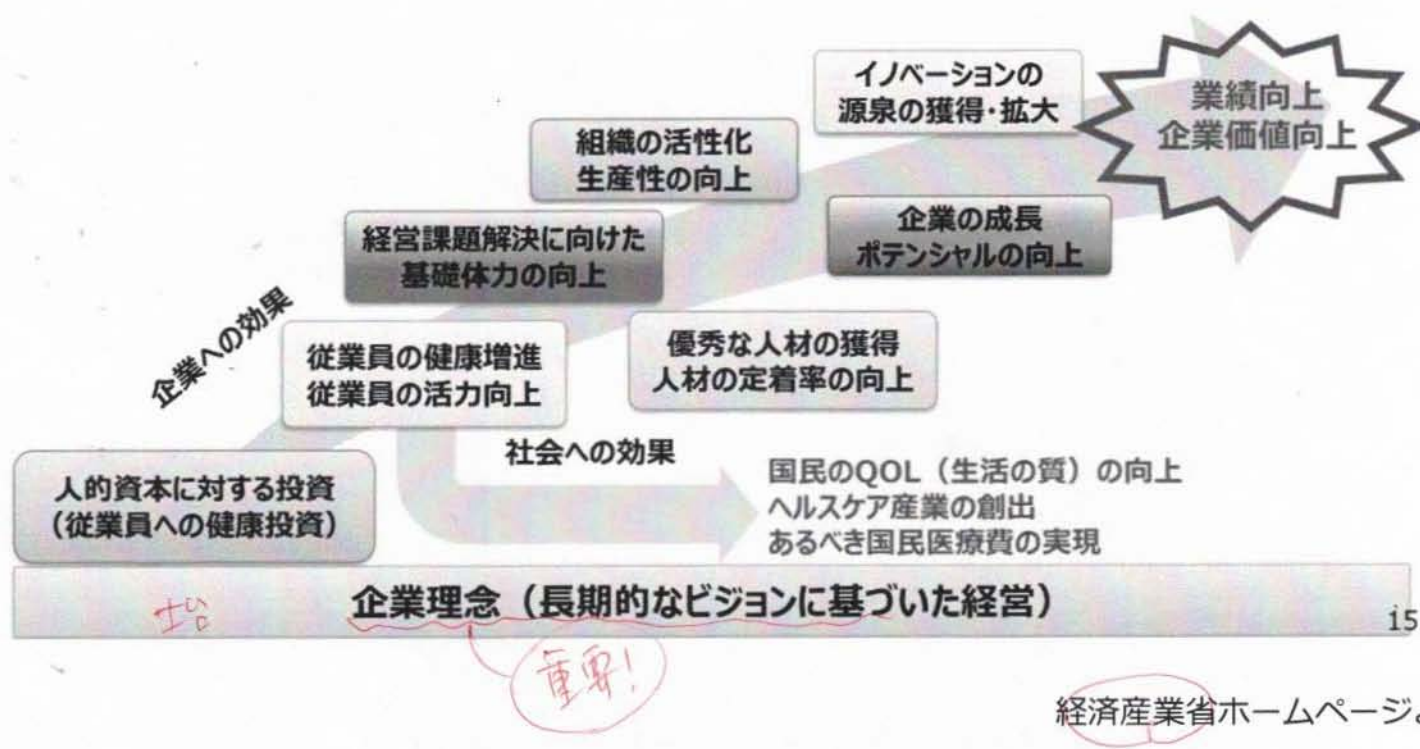 イノベーションの
源泉の獲得・拡大
業績向上
企業価値向上
組織の活性化
生産性の向上
企業の成長
ポテンシャルの向上
経営課題解決に向けた
基礎体力の向上
企業への効果
従業員の健康増進
従業員の活力向上
優秀な人材の獲得
人材の定着率の向上
社会への効果
人的資本に対する投資
（従業員への健康投資）
国民のQOL（生活の質）の向上
ヘルスケア産業の創出
あるべき国民医療費の実現
企業理念（長期的なビジョンに基づいた経営）
15
重要!
経済産業省ホームページ